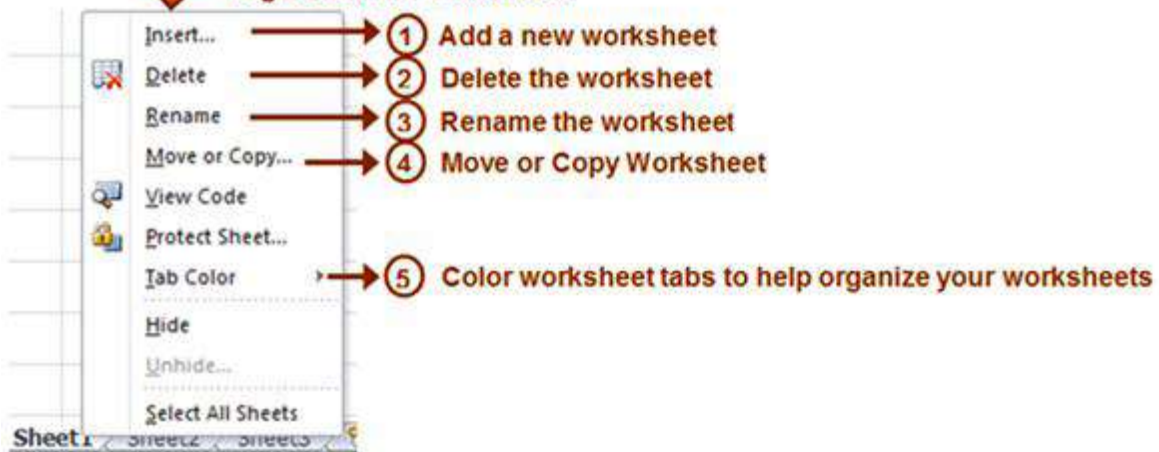 Insert... 1 Add a new worksheet
Delete 2 Delete the worksheet
Rename 3 Rename the worksheet
Move or Copy... 4 Move or Copy Worksheet
View Code
Protect Sheet...
Tab Color 5 Color worksheet tabs to help organize your worksheets
Hide
Unhide...
Select All Sheets
Sheet1 Sheet2 Sheet3